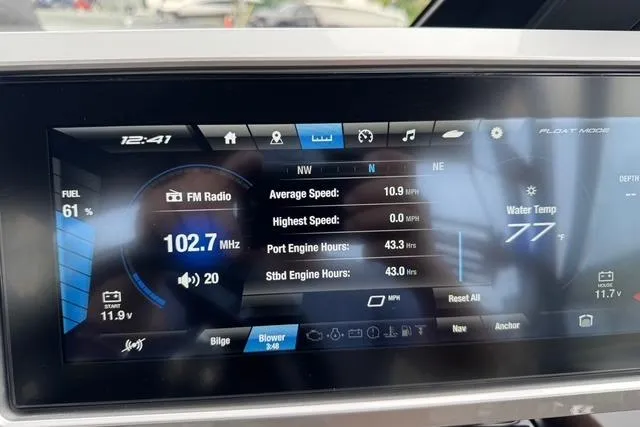 12:41
FLOAT MODE
NW N NE
FUEL
61 %
FM Radio
102.7 MHz
20
START
11.9 V
Average Speed: 10.9 MPH
Highest Speed: 0.0 MPH
Port Engine Hours: 43.3 Hrs
Stbd Engine Hours: 43.0 Hrs
MPH
Reset All
Water Temp
77 °F
DEPTH
--
HOUSE
11.7 V
Bilge
Blower
3:48
Nav
Anchor